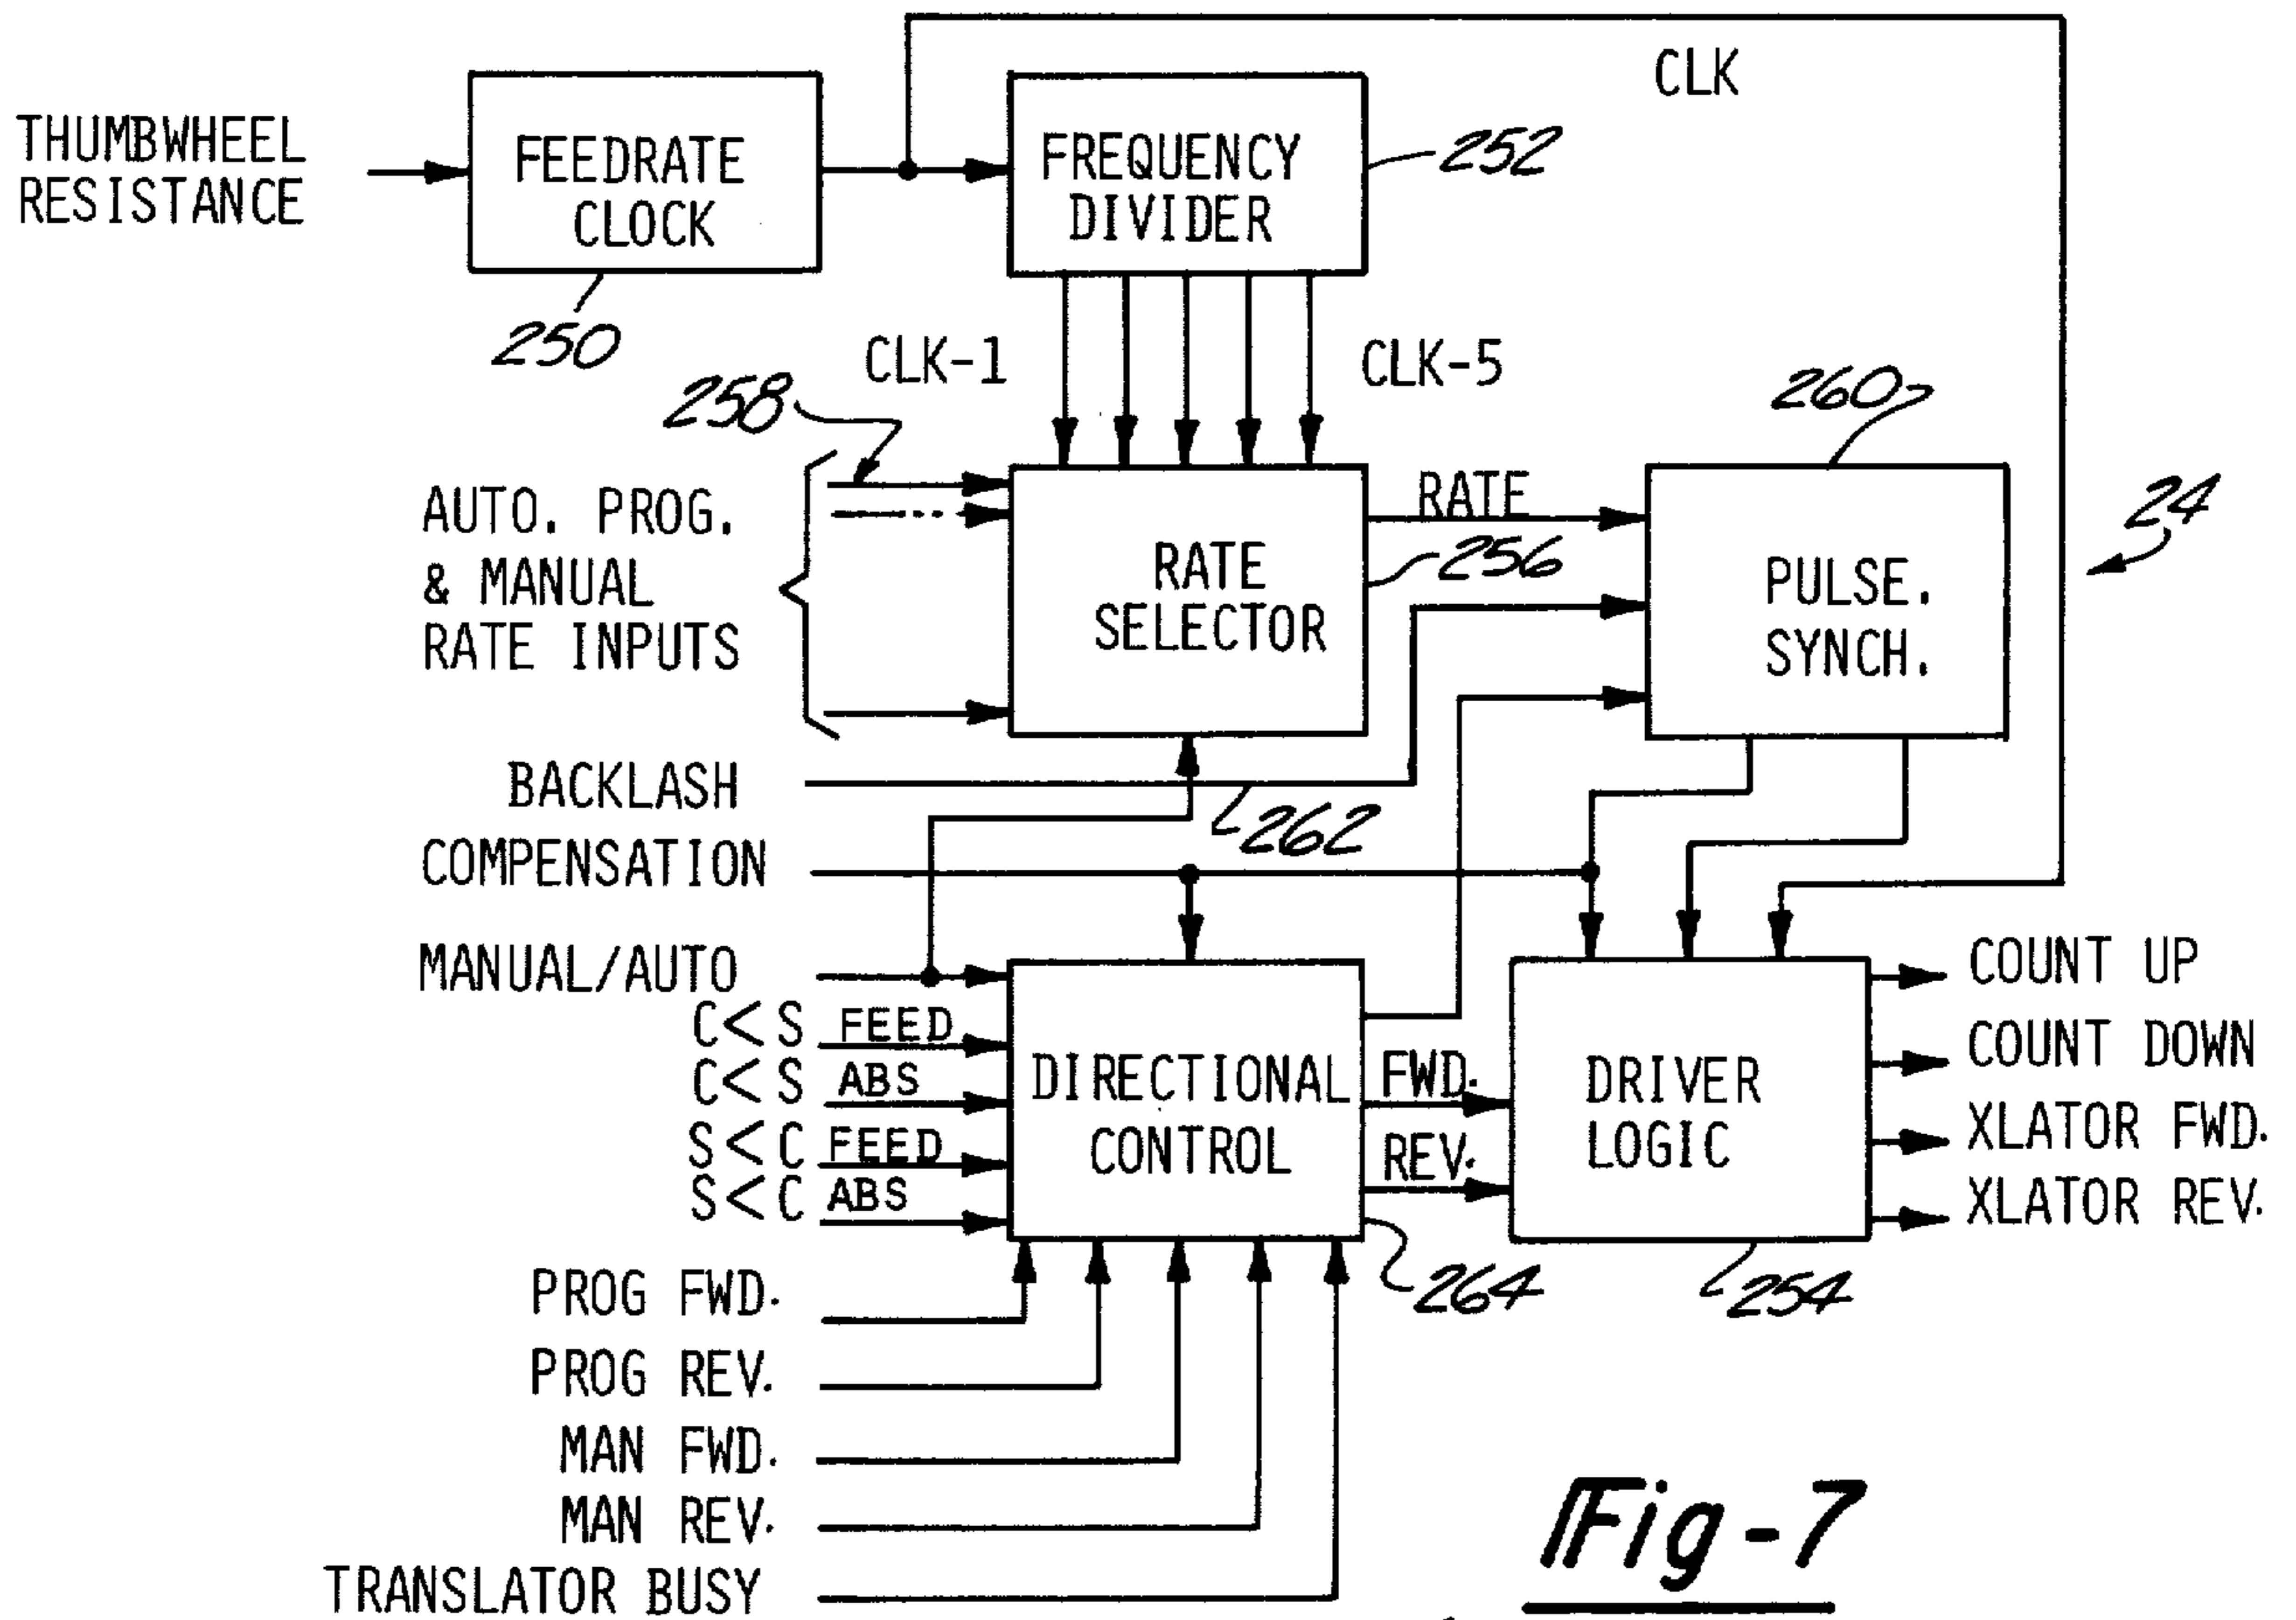 CLK
THUMBWHEEL
RESISTANCE
FEEDRATE
CLOCK
250
FREQUENCY
DIVIDER
252
CLK-1
CLK-5
258
260
24
AUTO. PROG.
& MANUAL
RATE INPUTS
RATE
SELECTOR
RATE
256
PULSE.
SYNCH.
BACKLASH
COMPENSATION
262
MANUAL/AUTO
C<S FEED
C<S ABS
S<C FEED
S<C ABS
DIRECTIONAL
CONTROL
FWD.
REV.
264
DRIVER
LOGIC
254
COUNT UP
COUNT DOWN
XLATOR FWD.
XLATOR REV.
PROG FWD.
PROG REV.
MAN FWD.
MAN REV.
TRANSLATOR BUSY
Fig-7